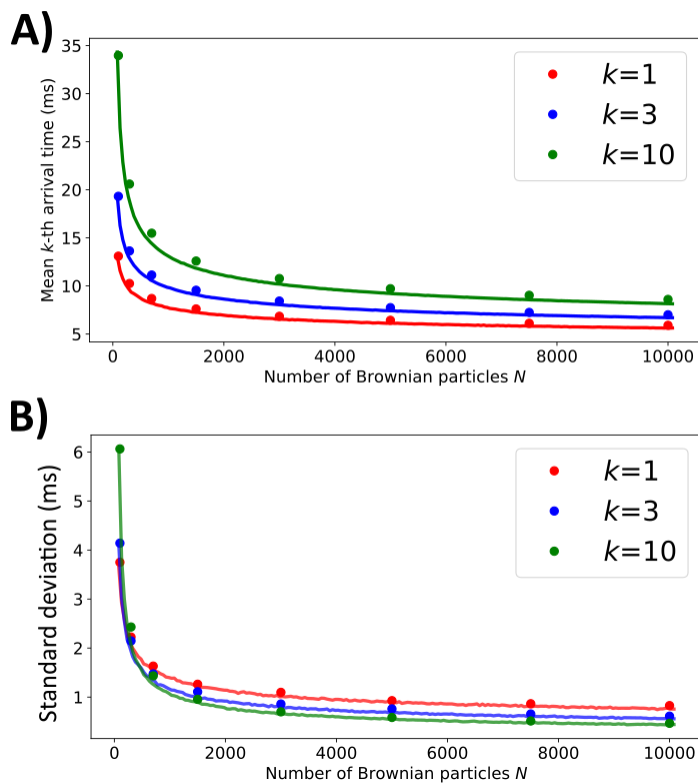 A)
Mean k-th arrival time (ms)
35
30
25
20
15
10
5
k=1
k=3
k=10
0
2000
4000
6000
8000
10000
Number of Brownian particles N
B)
Standard deviation (ms)
6
5
4
3
2
1
k=1
k=3
k=10
0
2000
4000
6000
8000
10000
Number of Brownian particles N